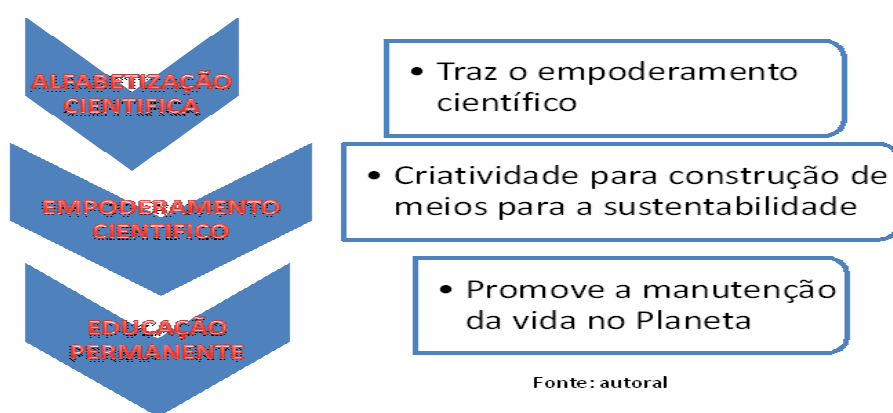 ALFABETIZAÇÃO
CIENTIFICA
• Traz o empoderamento
científico
EMPODERAMENTO
CIENTIFICO
• Criatividade para construção de
meios para a sustentabilidade
EDUCAÇÃO
PERMANENTE
• Promove a manutenção
da vida no Planeta
Fonte: autoral